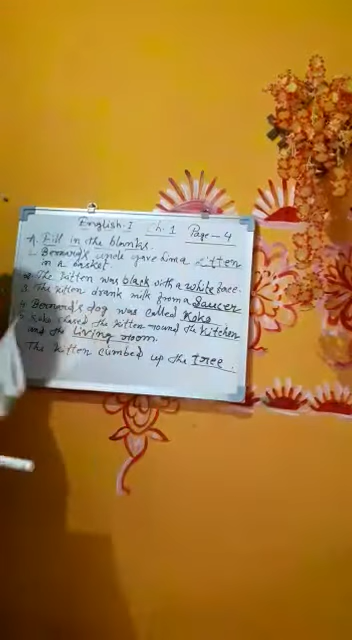 English-I Ch. 1 Page-4
A. Fill in the blanks.
1. Bernard's uncle gave him a kitten
in a basket
2. The kitten was black with a white face.
3. The kitten drank milk from a Saucer
4. Bernard's dog was called Koko
5. Koko chased the kitten round the kitchen
and the living room.
The kitten climbed up the tree.